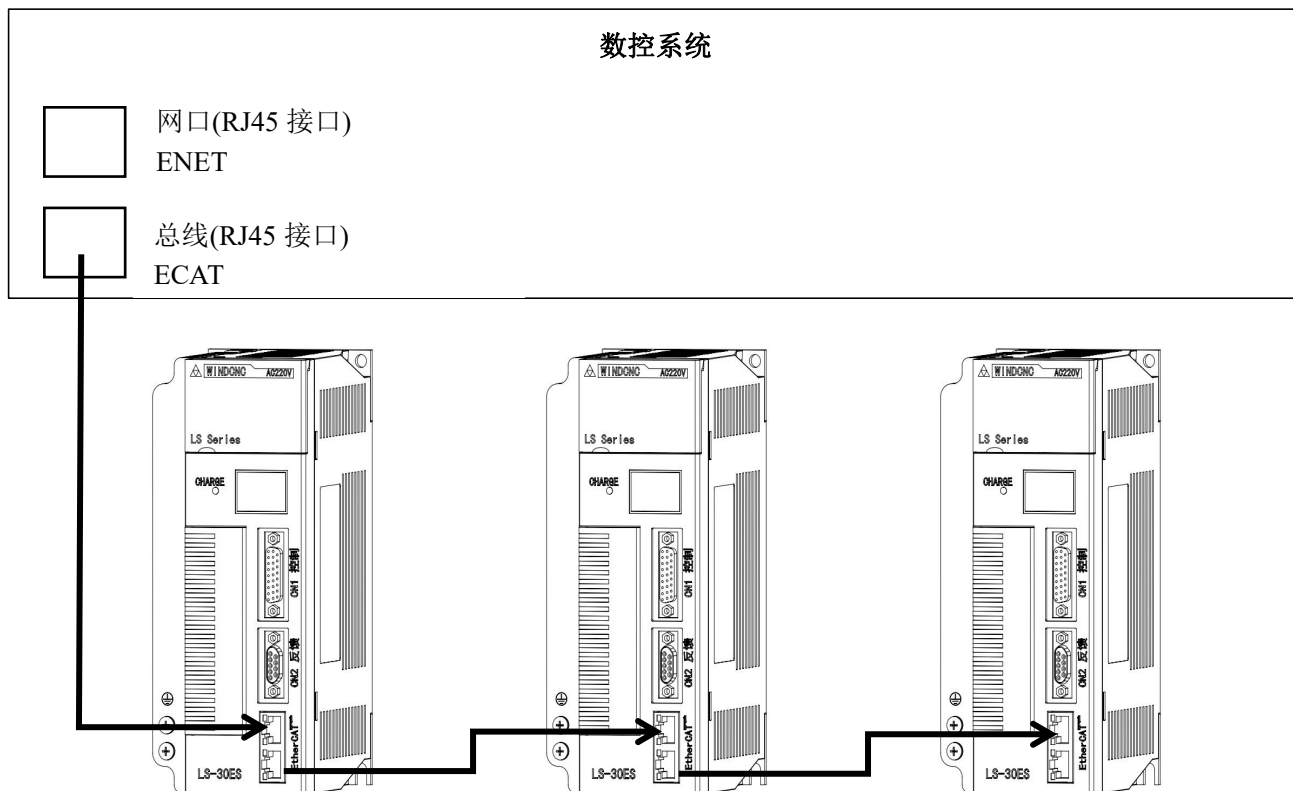 数控系统
网口(RJ45 接口)
ENET
总线(RJ45 接口)
ECAT
WINDCNC AC220V
LS Series
CHARGE
CN1 控制
CN2 反馈
EtherCAT
LS-30ES
WINDCNC AC220V
LS Series
CHARGE
CN1 控制
CN2 反馈
EtherCAT
LS-30ES
WINDCNC AC220V
LS Series
CHARGE
CN1 控制
CN2 反馈
EtherCAT
LS-30ES